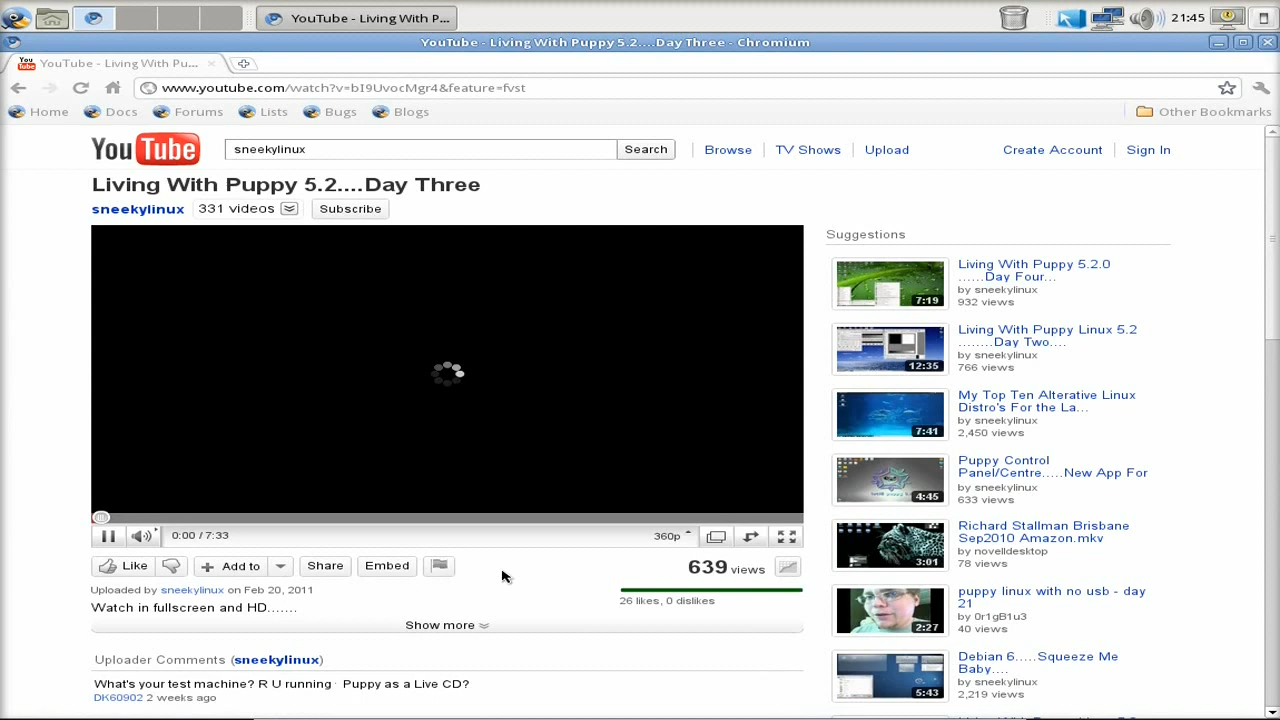 YouTube - Living With P...
21:45
YouTube - Living With Puppy 5.2....Day Three - Chromium
You Tube
YouTube - Living With Pu...
www.youtube.com/watch?v=bI9UvocMgr4&feature=fvst
Home Docs Forums Lists Bugs Blogs Other Bookmarks
YouTube sneekylinux Search Browse TV Shows Upload Create Account Sign In
Living With Puppy 5.2....Day Three
sneekylinux 331 videos Subscribe
Suggestions
Living With Puppy 5.2.0
......Day Four...
by sneekylinux
932 views
7:19
Living With Puppy Linux 5.2
........Day Two....
by sneekylinux
766 views
12:35
My Top Ten Alterative Linux
Distro's For the La...
by sneekylinux
2,450 views
7:41
Puppy Control
Panel/Centre.....New App For
by sneekylinux
633 views
4:45
Richard Stallman Brisbane
Sep2010 Amazon.mkv
by novelldesktop
78 views
3:01
puppy linux with no usb - day
21
by 0r1gB1u3
40 views
2:27
Debian 6.....Squeeze Me
Baby....
by sneekylinux
2,219 views
5:43
0:00 / 7:33 360p
Like + Add to Share Embed 639 views
Uploaded by sneekylinux on Feb 20, 2011
26 likes, 0 dislikes
Watch in fullscreen and HD.......
Show more
Uploader Comments (sneekylinux)
What's your test machine? R U running Puppy as a Live CD?
DK60902 2 weeks ago